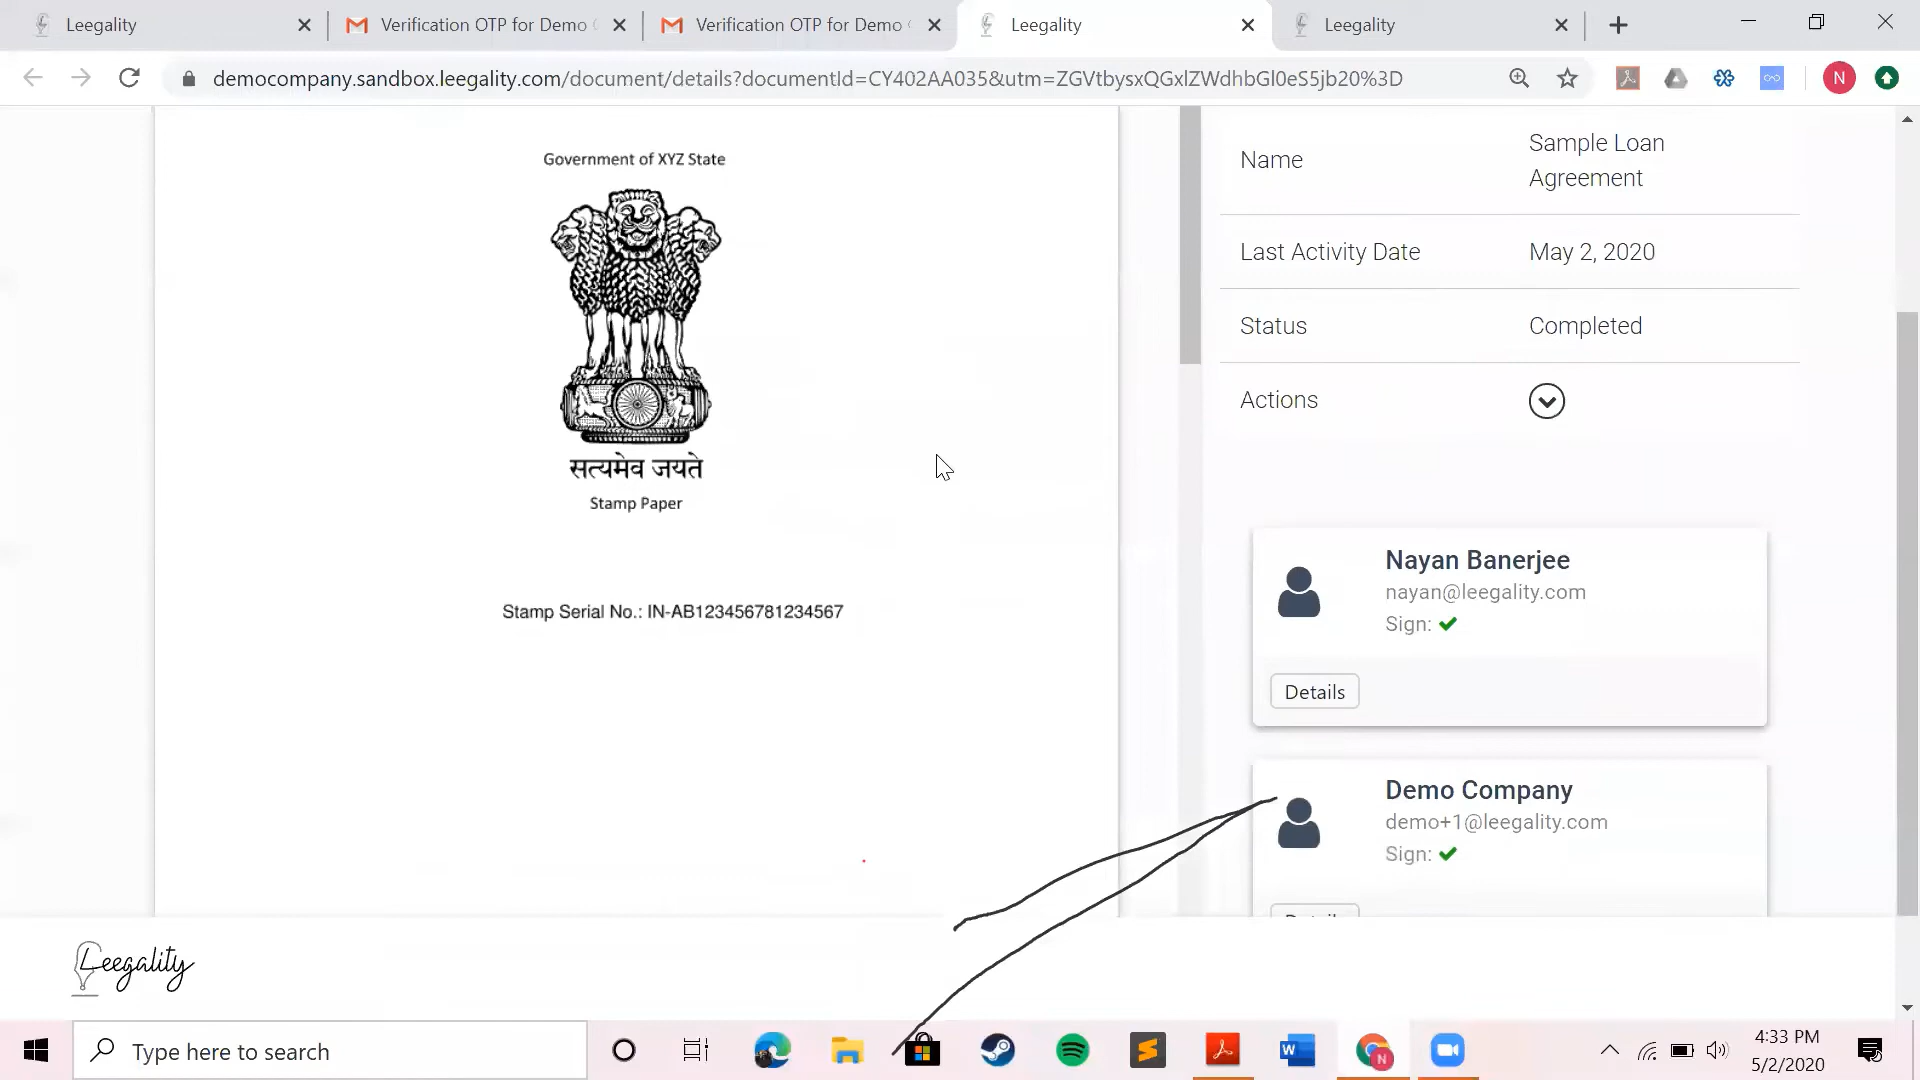 Leegality
Verification OTP for Demo
Verification OTP for Demo
Leegality
Leegality
democompany.sandbox.leegality.com/document/details?documentId=CY402AA035&utm=ZGVtbysxQGxlZWdhbGl0eS5jb20%3D
N
Government of XYZ State
सत्यमेव जयते
Stamp Paper
Stamp Serial No.: IN-AB123456781234567
Name
Sample Loan
Agreement
Last Activity Date
May 2, 2020
Status
Completed
Actions
Nayan Banerjee
nayan@leegality.com
Sign:
Details
Demo Company
demo+1@leegality.com
Sign:
Leegality
Type here to search
W
N
4:33 PM
5/2/2020